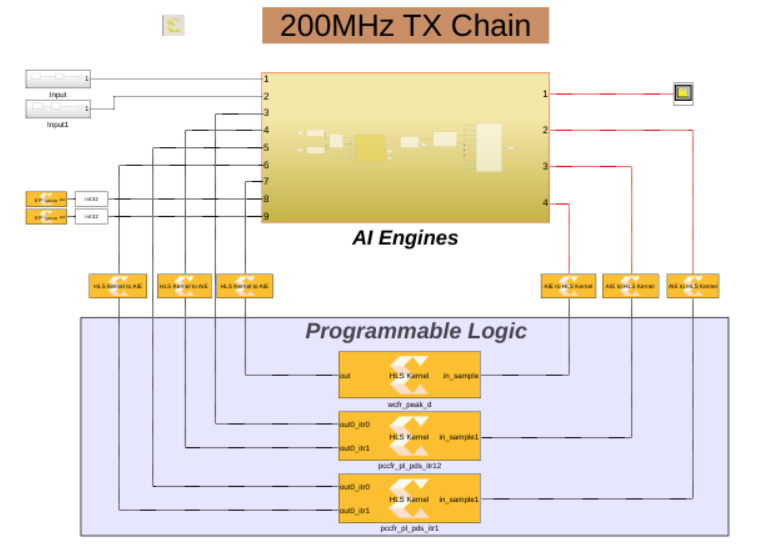 200MHz TX Chain
1
Input
1
Input1
1
2
3
4
5
6
7
8
9
1
2
3
4
int32
int32
AI Engines
HLS Kernel to AIE
HLS Kernel to AIE
HLS Kernel to AIE
AIE to HLS Kernel
AIE to HLS Kernel
AIE to HLS Kernel
Programmable Logic
out HLS Kernel in_sample
wcfr_peak_d
out0_itr0
HLS Kernel in_sample1
out0_itr1
pccfr_pl_pds_itr12
out0_itr0
HLS Kernel in_sample1
out0_itr1
pccfr_pl_pds_itr1